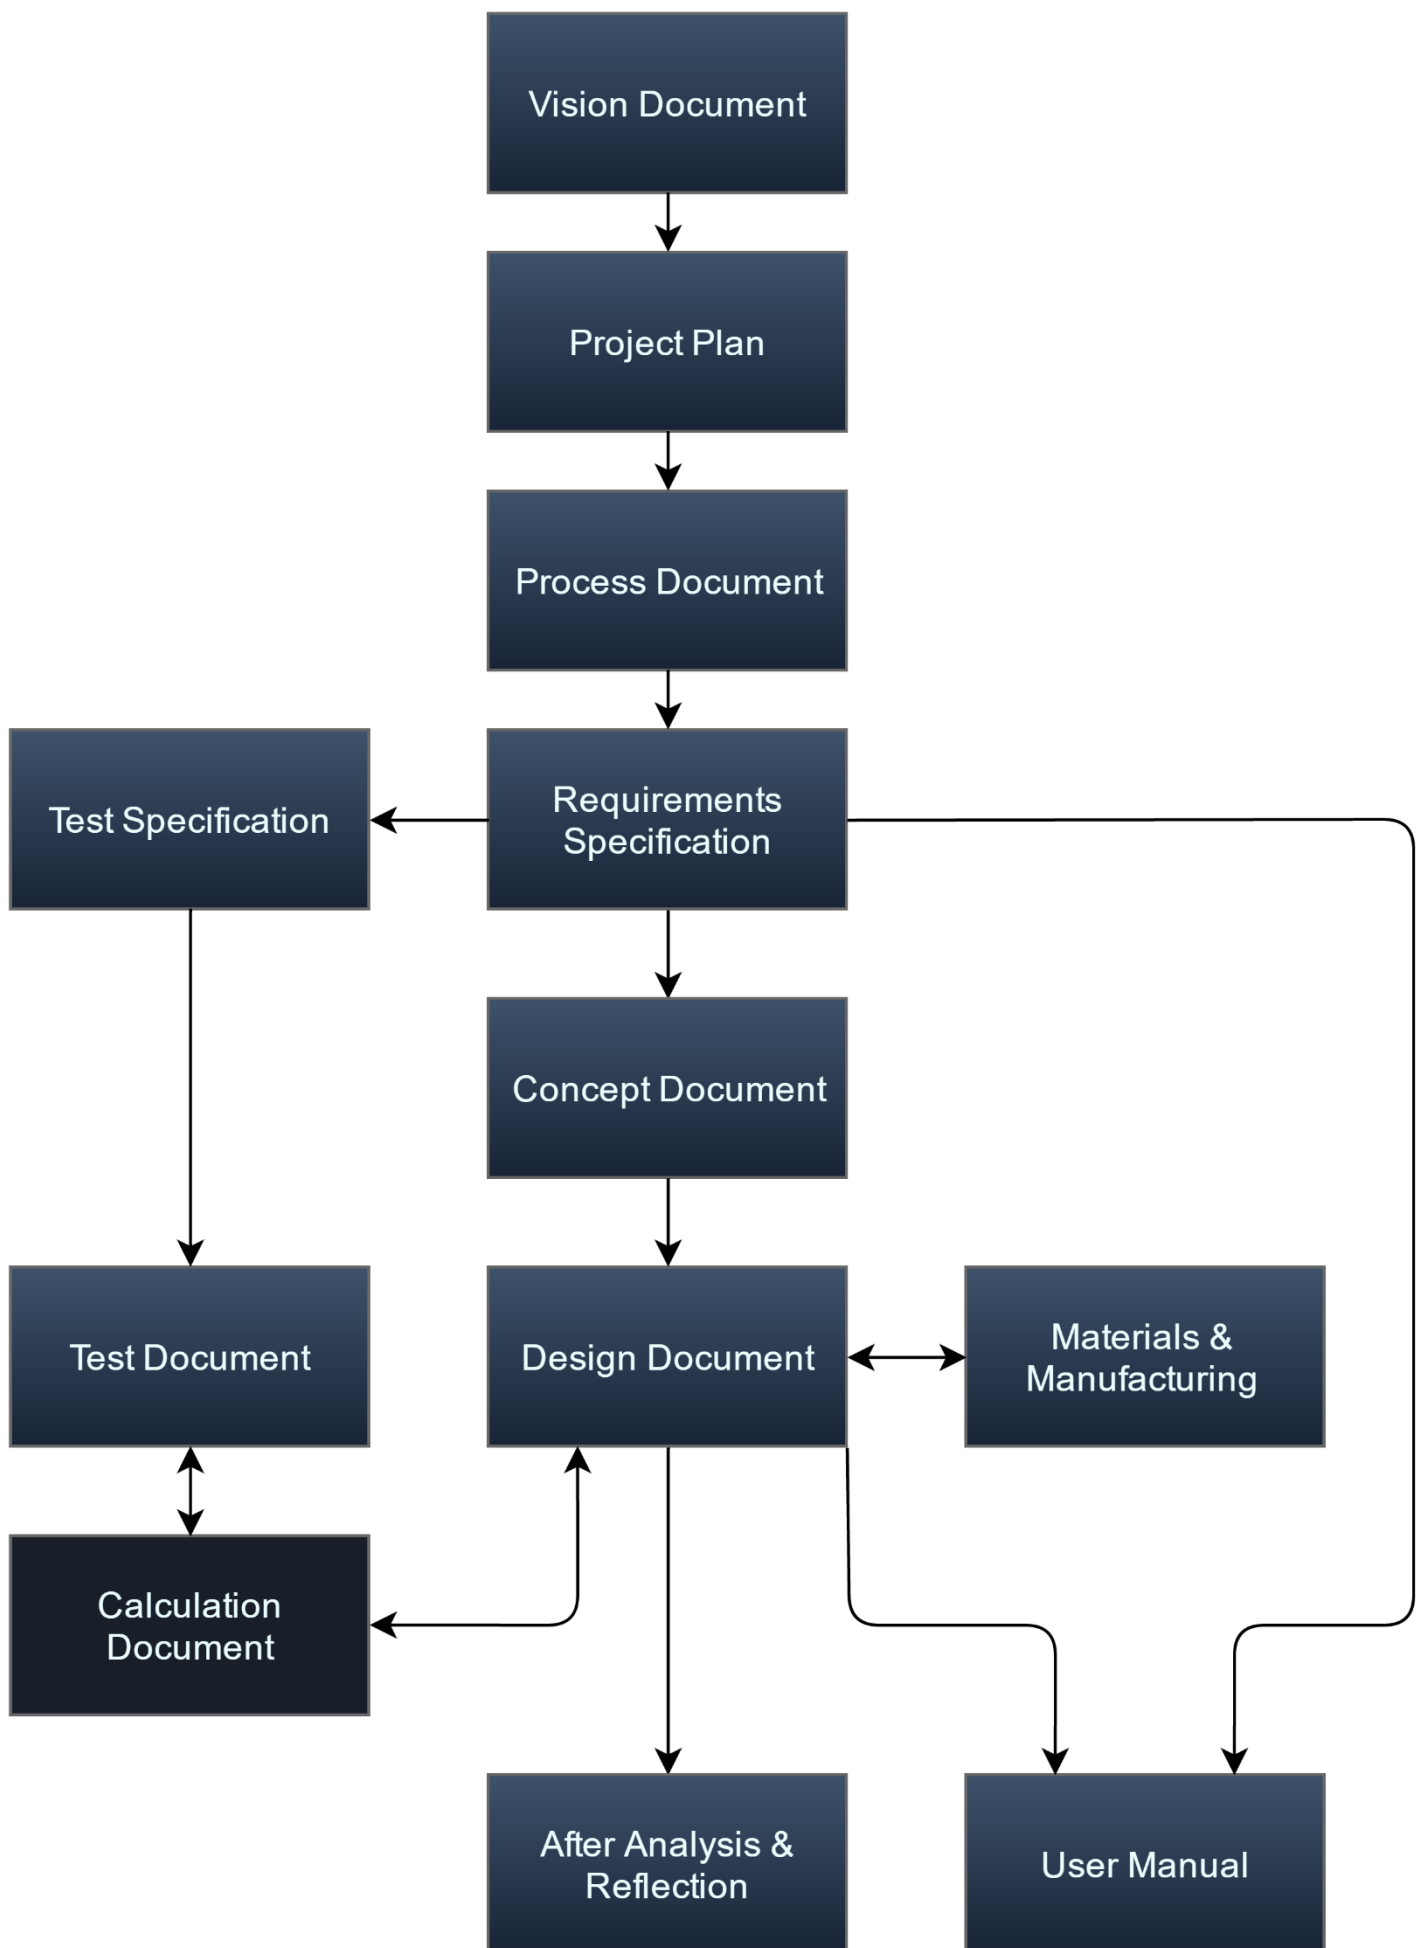 Vision Document
Project Plan
Process Document
Test Specification
Requirements
Specification
Concept Document
Test Document
Design Document
Materials &
Manufacturing
Calculation
Document
After Analysis &
Reflection
User Manual